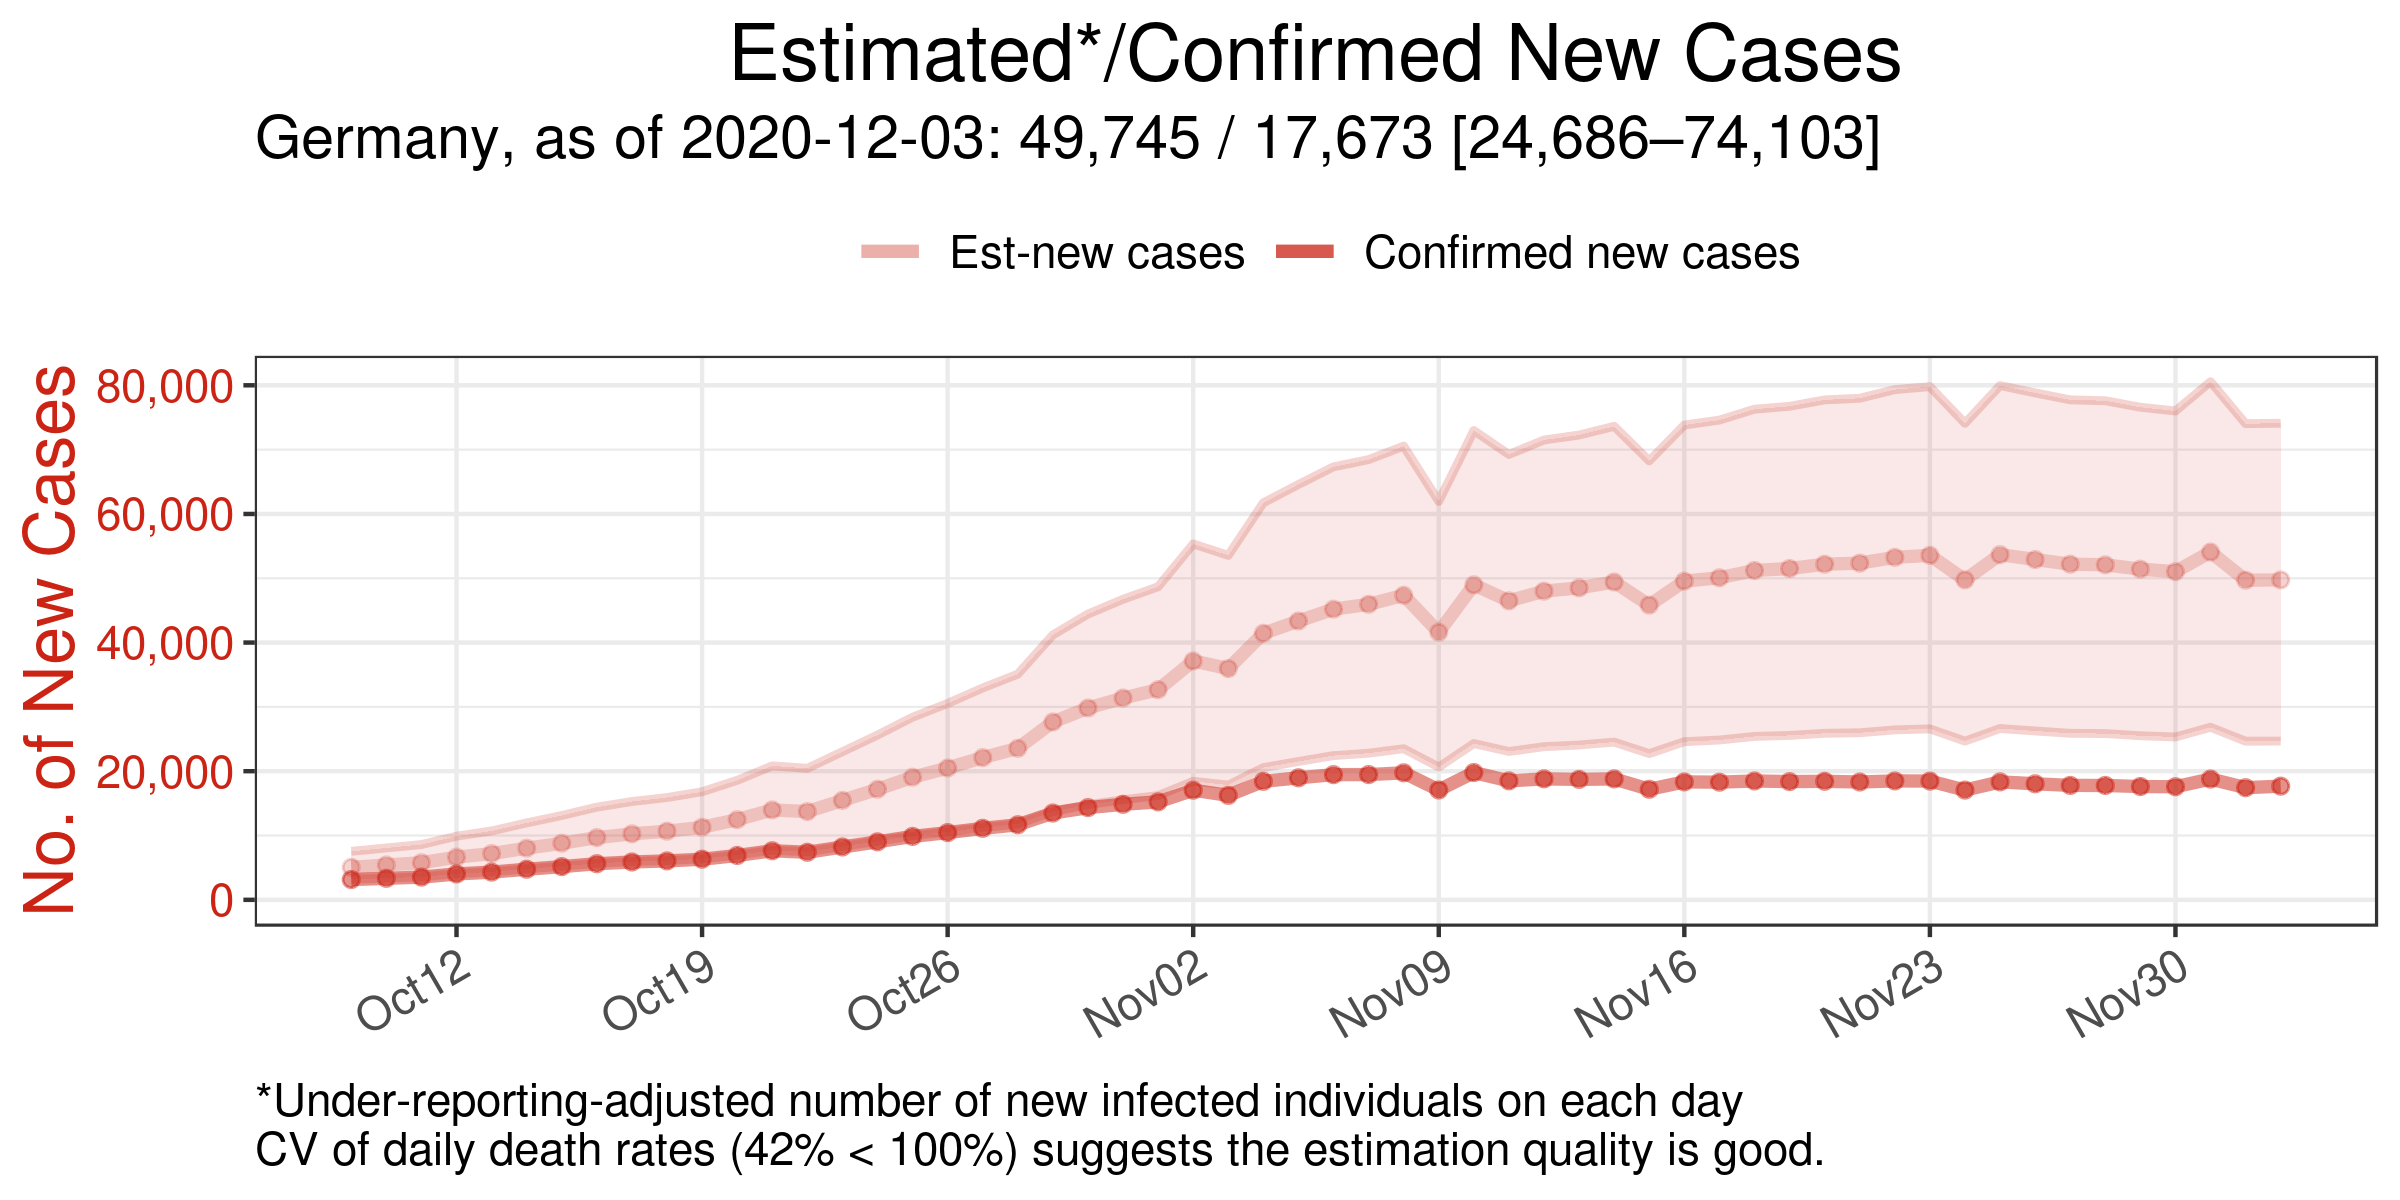 Estimated*/Confirmed New Cases
Germany, as of 2020-12-03: 49,745 / 17,673 [24,686–74,103]
Est-new cases
Confirmed new cases
No. of New Cases
80,000
60,000
40,000
20,000
0
Oct12
Oct19
Oct26
Nov02
Nov09
Nov16
Nov23
Nov30
*Under-reporting-adjusted number of new infected individuals on each day
CV of daily death rates (42% < 100%) suggests the estimation quality is good.